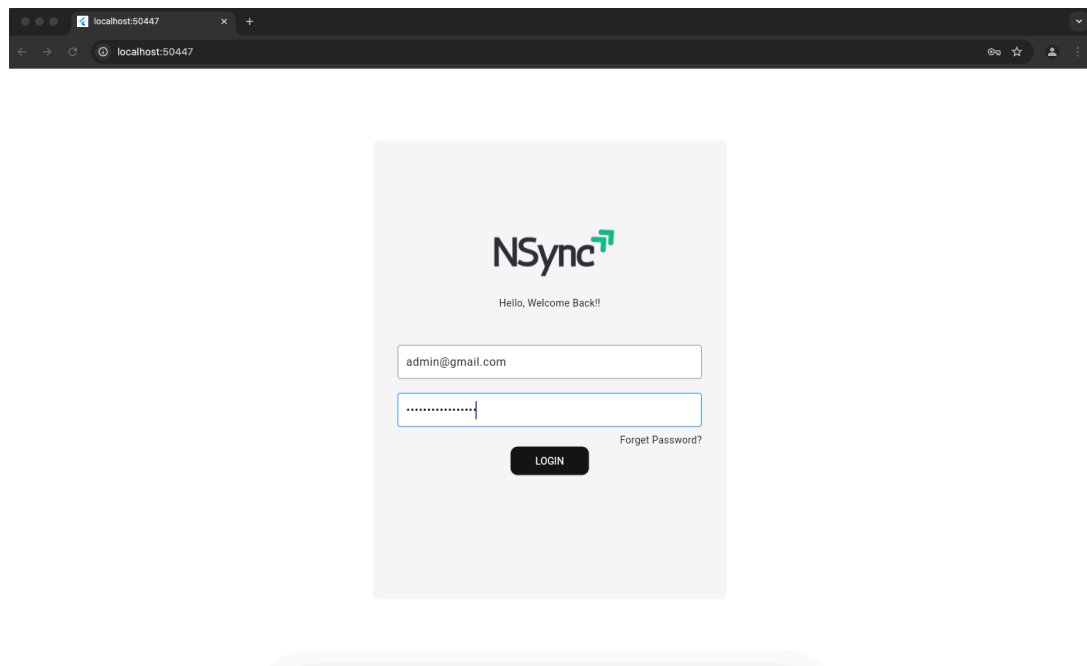 localhost:50447
localhost:50447
NSync
Hello, Welcome Back!!
admin@gmail.com
•••••••••••••••••
Forget Password?
LOGIN